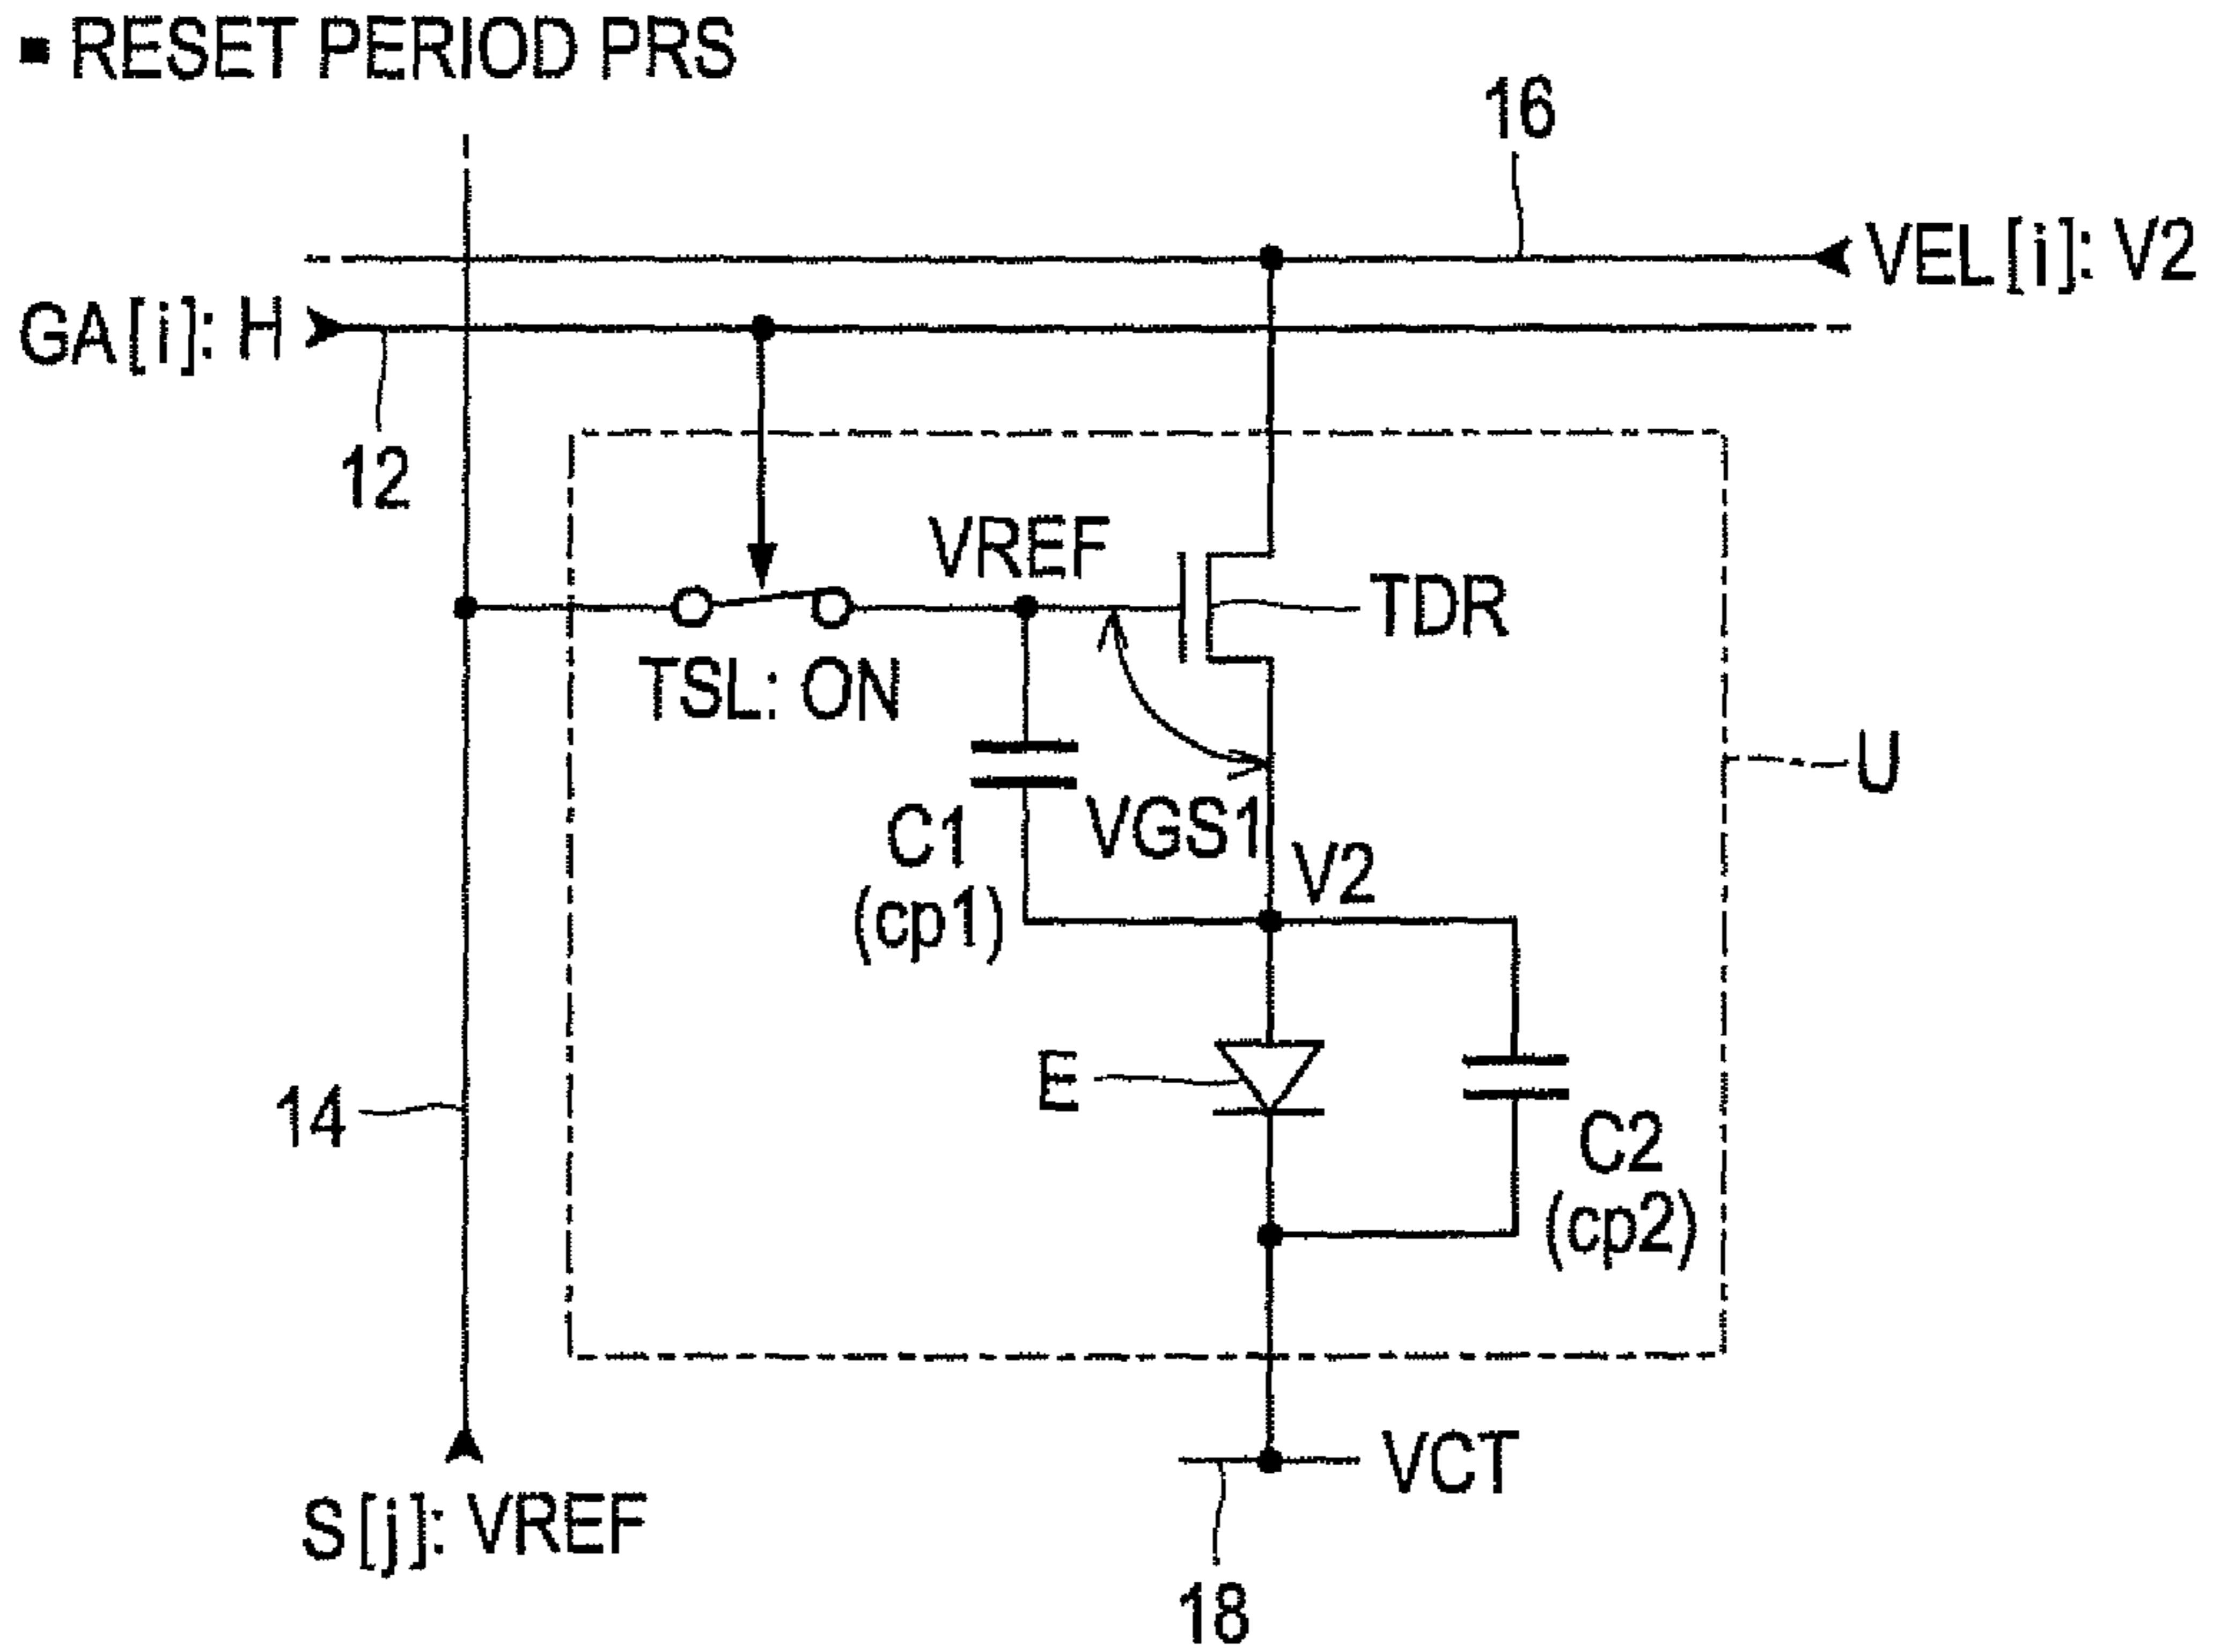 ■ RESET PERIOD PRS
16
VEL[i]: V2
GA[i]: H
12
VREF
TDR
TSL: ON
U
C1
(cp1)
VGS1
V2
E
14
C2
(cp2)
VCT
S[j]: VREF
18